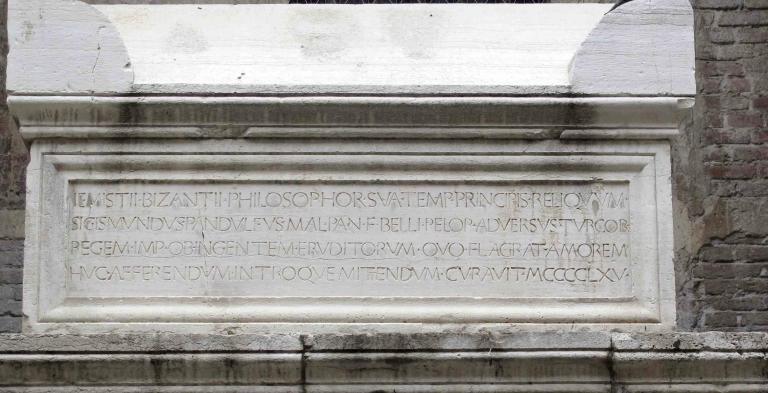 IEMISTII·BIZANTII·PHILOSOPHOR·SVA·TEMP·PRINCIPIS·RELIQVVM·
SIGISMVNDVS·PANDVLFVS·MAL·PAN·F·BELLI·PELOP·ADVERSVS·TVRCOR
REGEM·IMP·OB·INGENTEM·ERVDITORVM·QVO·FLAGRAT·AMOREM
HVC·AFFERENDVM·INTROQVE·MITTENDVM·CVRAVIT·MCCCCLXV·